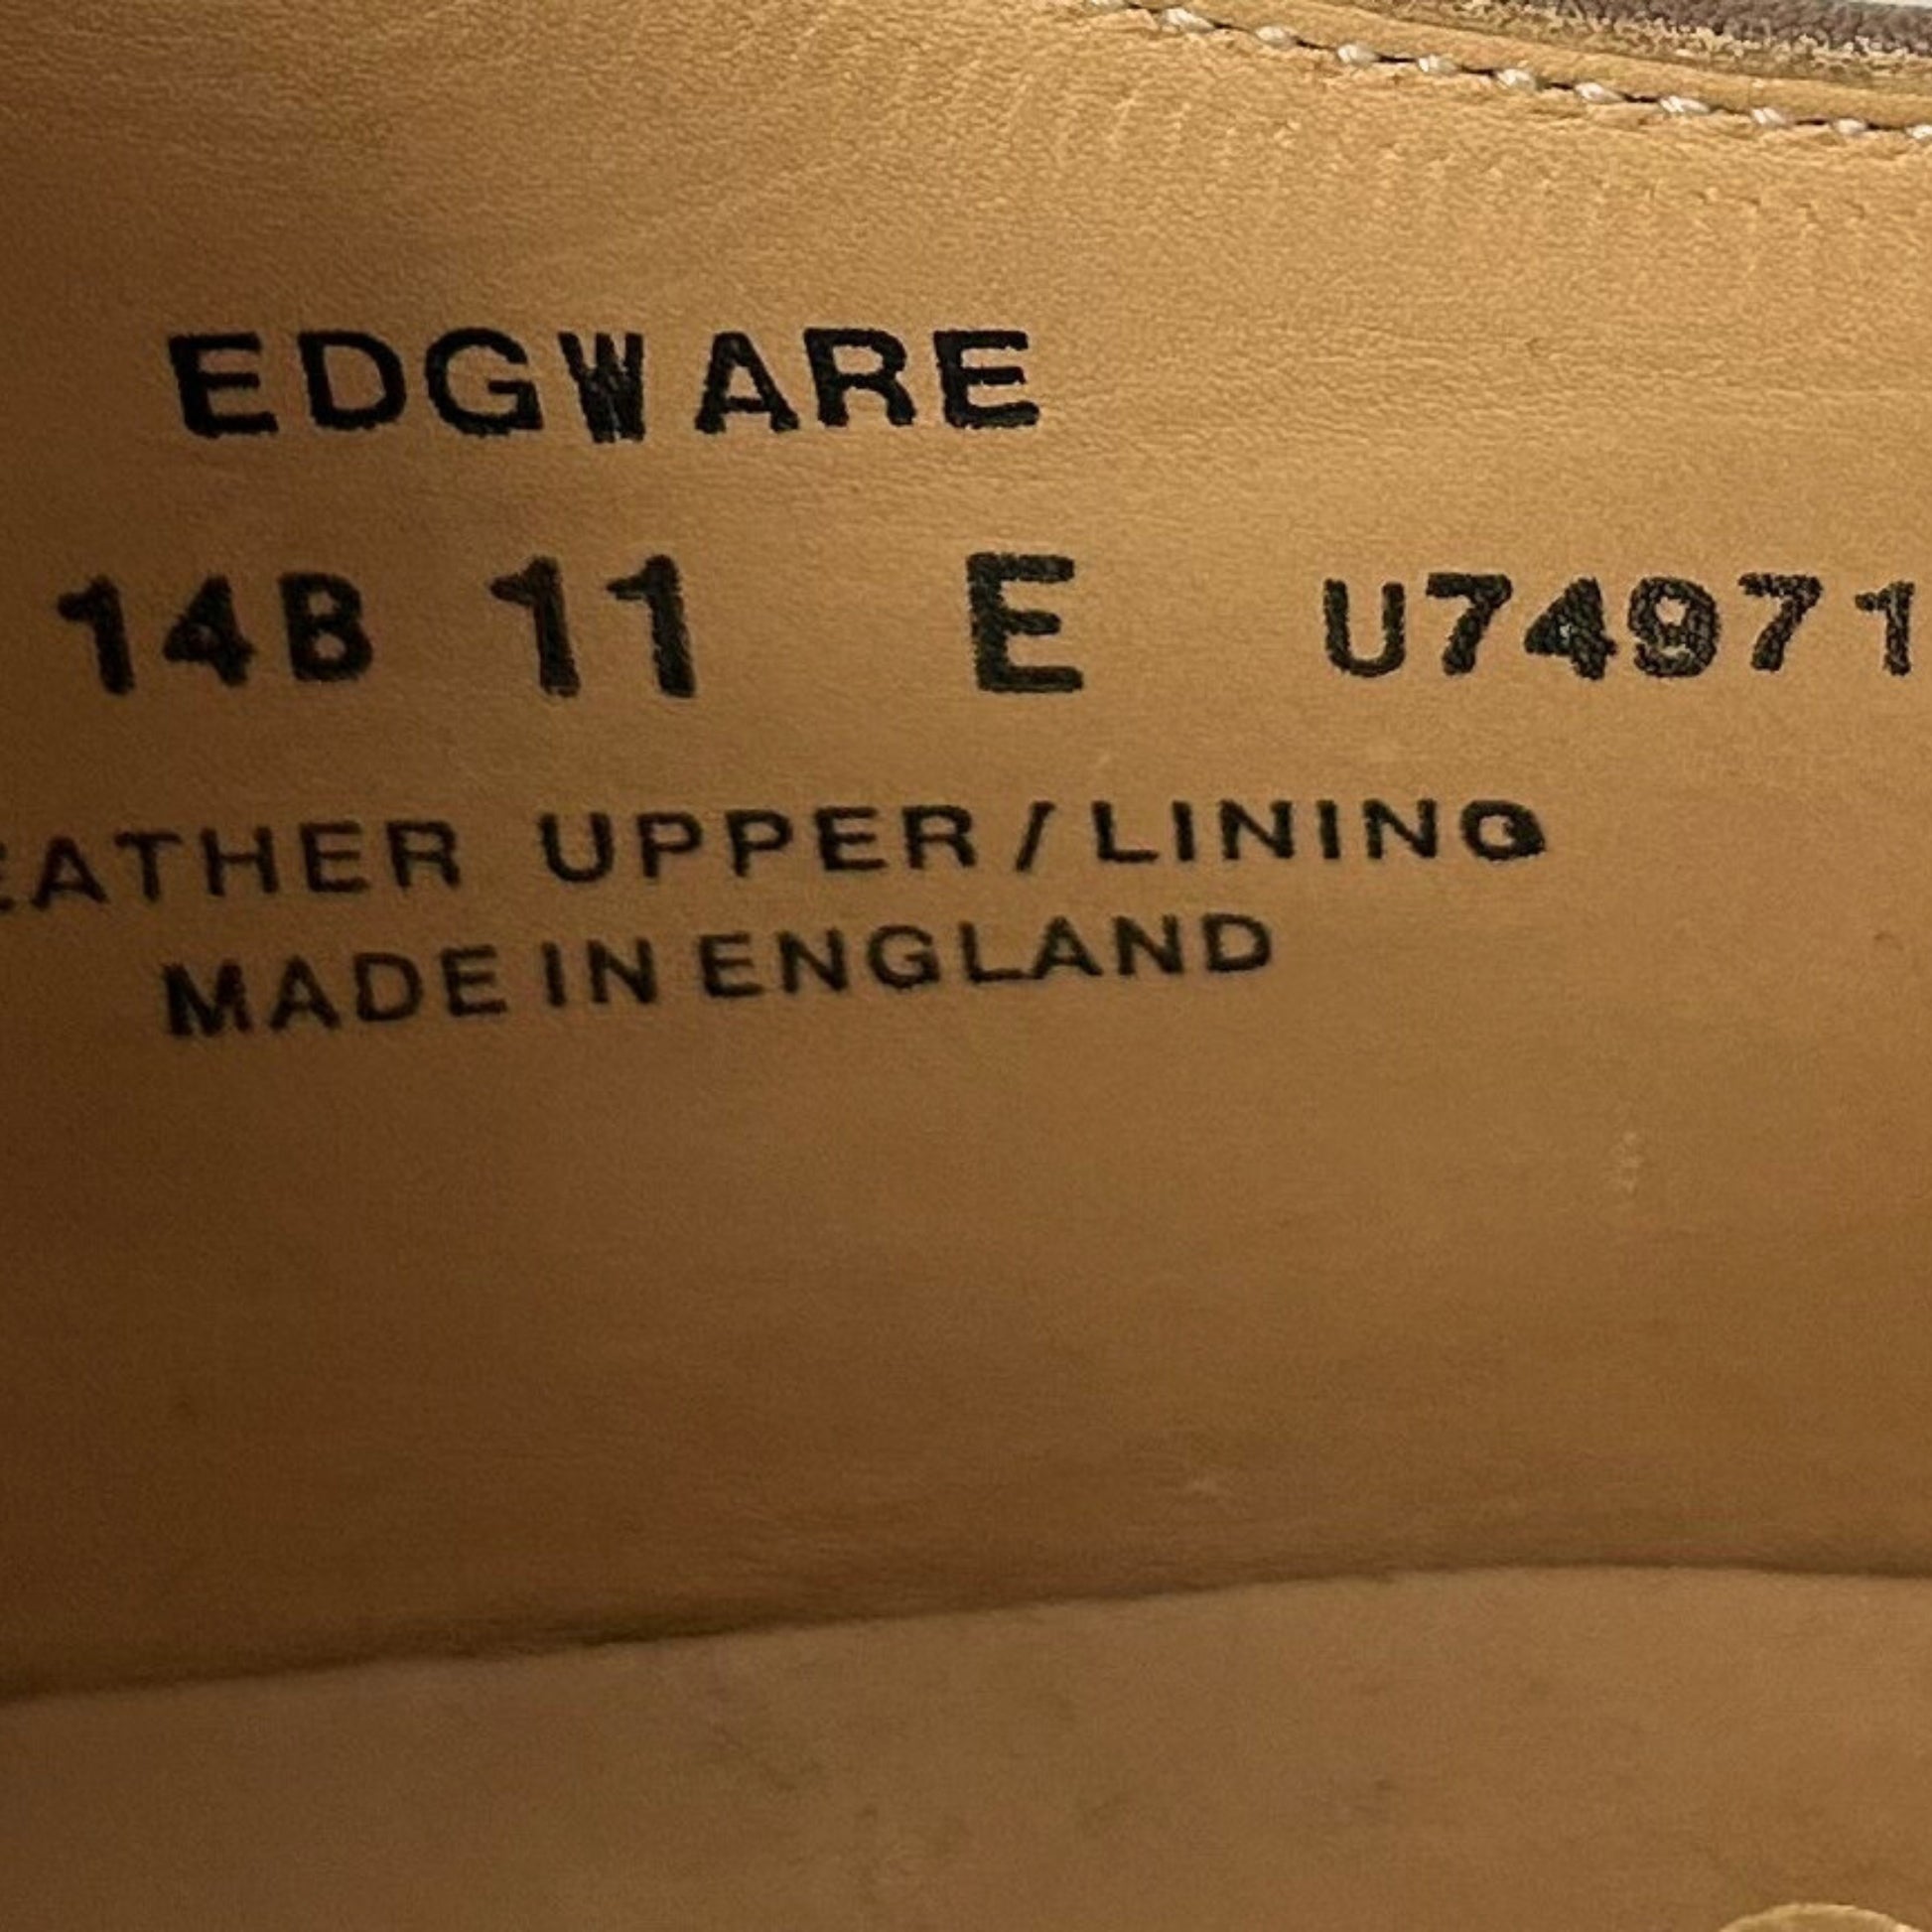 EDGWARE
14B 11 E U74971
EATHER UPPER/LINING
MADE IN ENGLAND